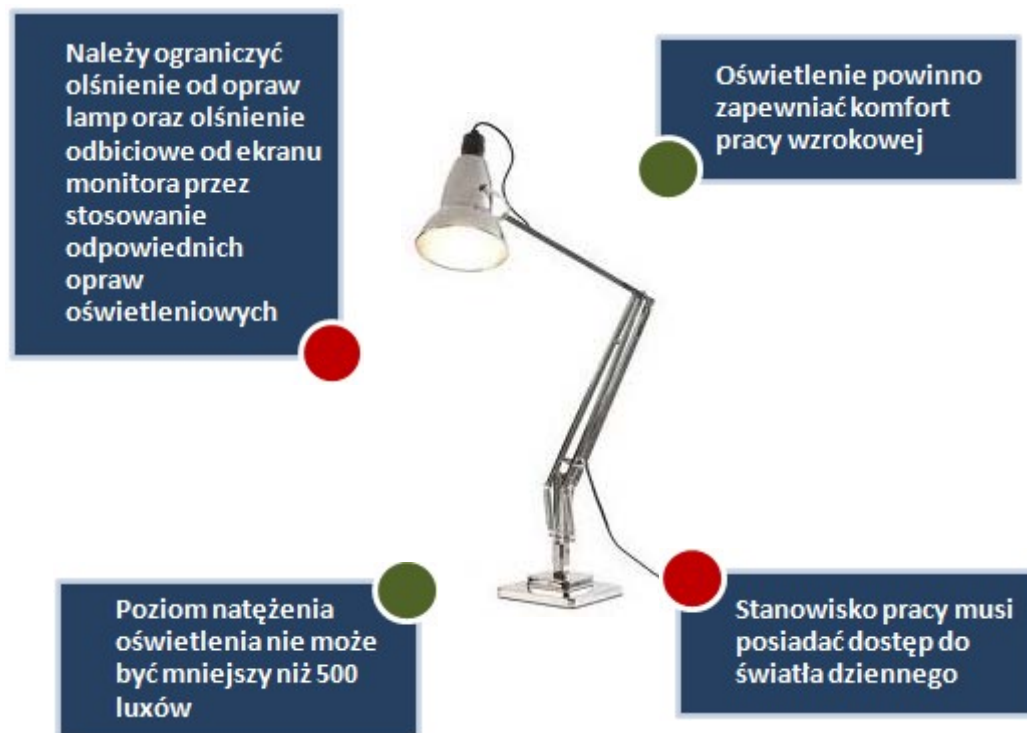 Należy ograniczyć
olśnienie od opraw
lamp oraz olśnienie
odbiciowe od ekranu
monitora przez
stosowanie
odpowiednich
opraw
oświetleniowych
Oświetlenie powinno
zapewniać komfort
pracy wzrokowej
Poziom natężenia
oświetlenia nie może
być mniejszy niż 500
luxów
Stanowisko pracy musi
posiadać dostęp do
światła dziennego